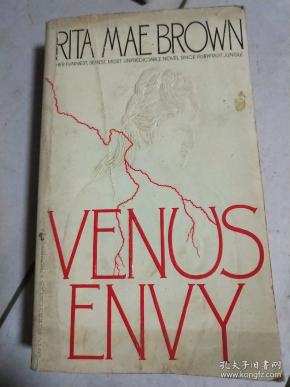 RITA MAE BROWN
HER FUNNIEST, BEST, MOST UNPREDICTABLE NOVEL SINCE RUBYFRUIT JUNGLE
VENUS
ENVY
孔夫子旧书网